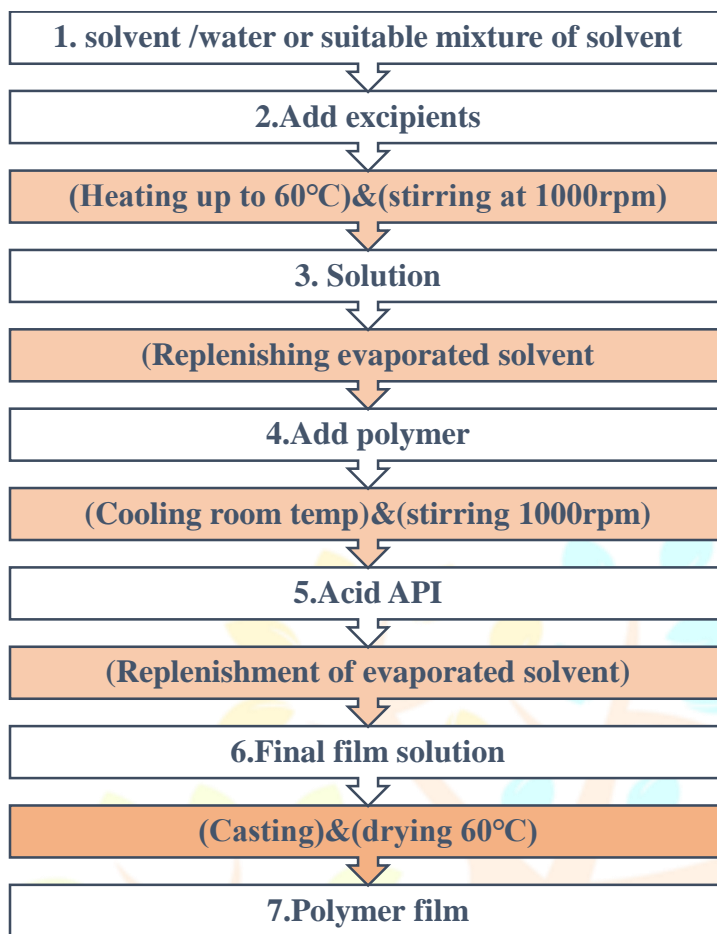 1. solvent /water or suitable mixture of solvent
2.Add excipients
(Heating up to 60°C)&(stirring at 1000rpm)
3. Solution
(Replenishing evaporated solvent
4.Add polymer
(Cooling room temp)&(stirring 1000rpm)
5.Acid API
(Replenishment of evaporated solvent)
6.Final film solution
(Casting)&(drying 60°C)
7.Polymer film